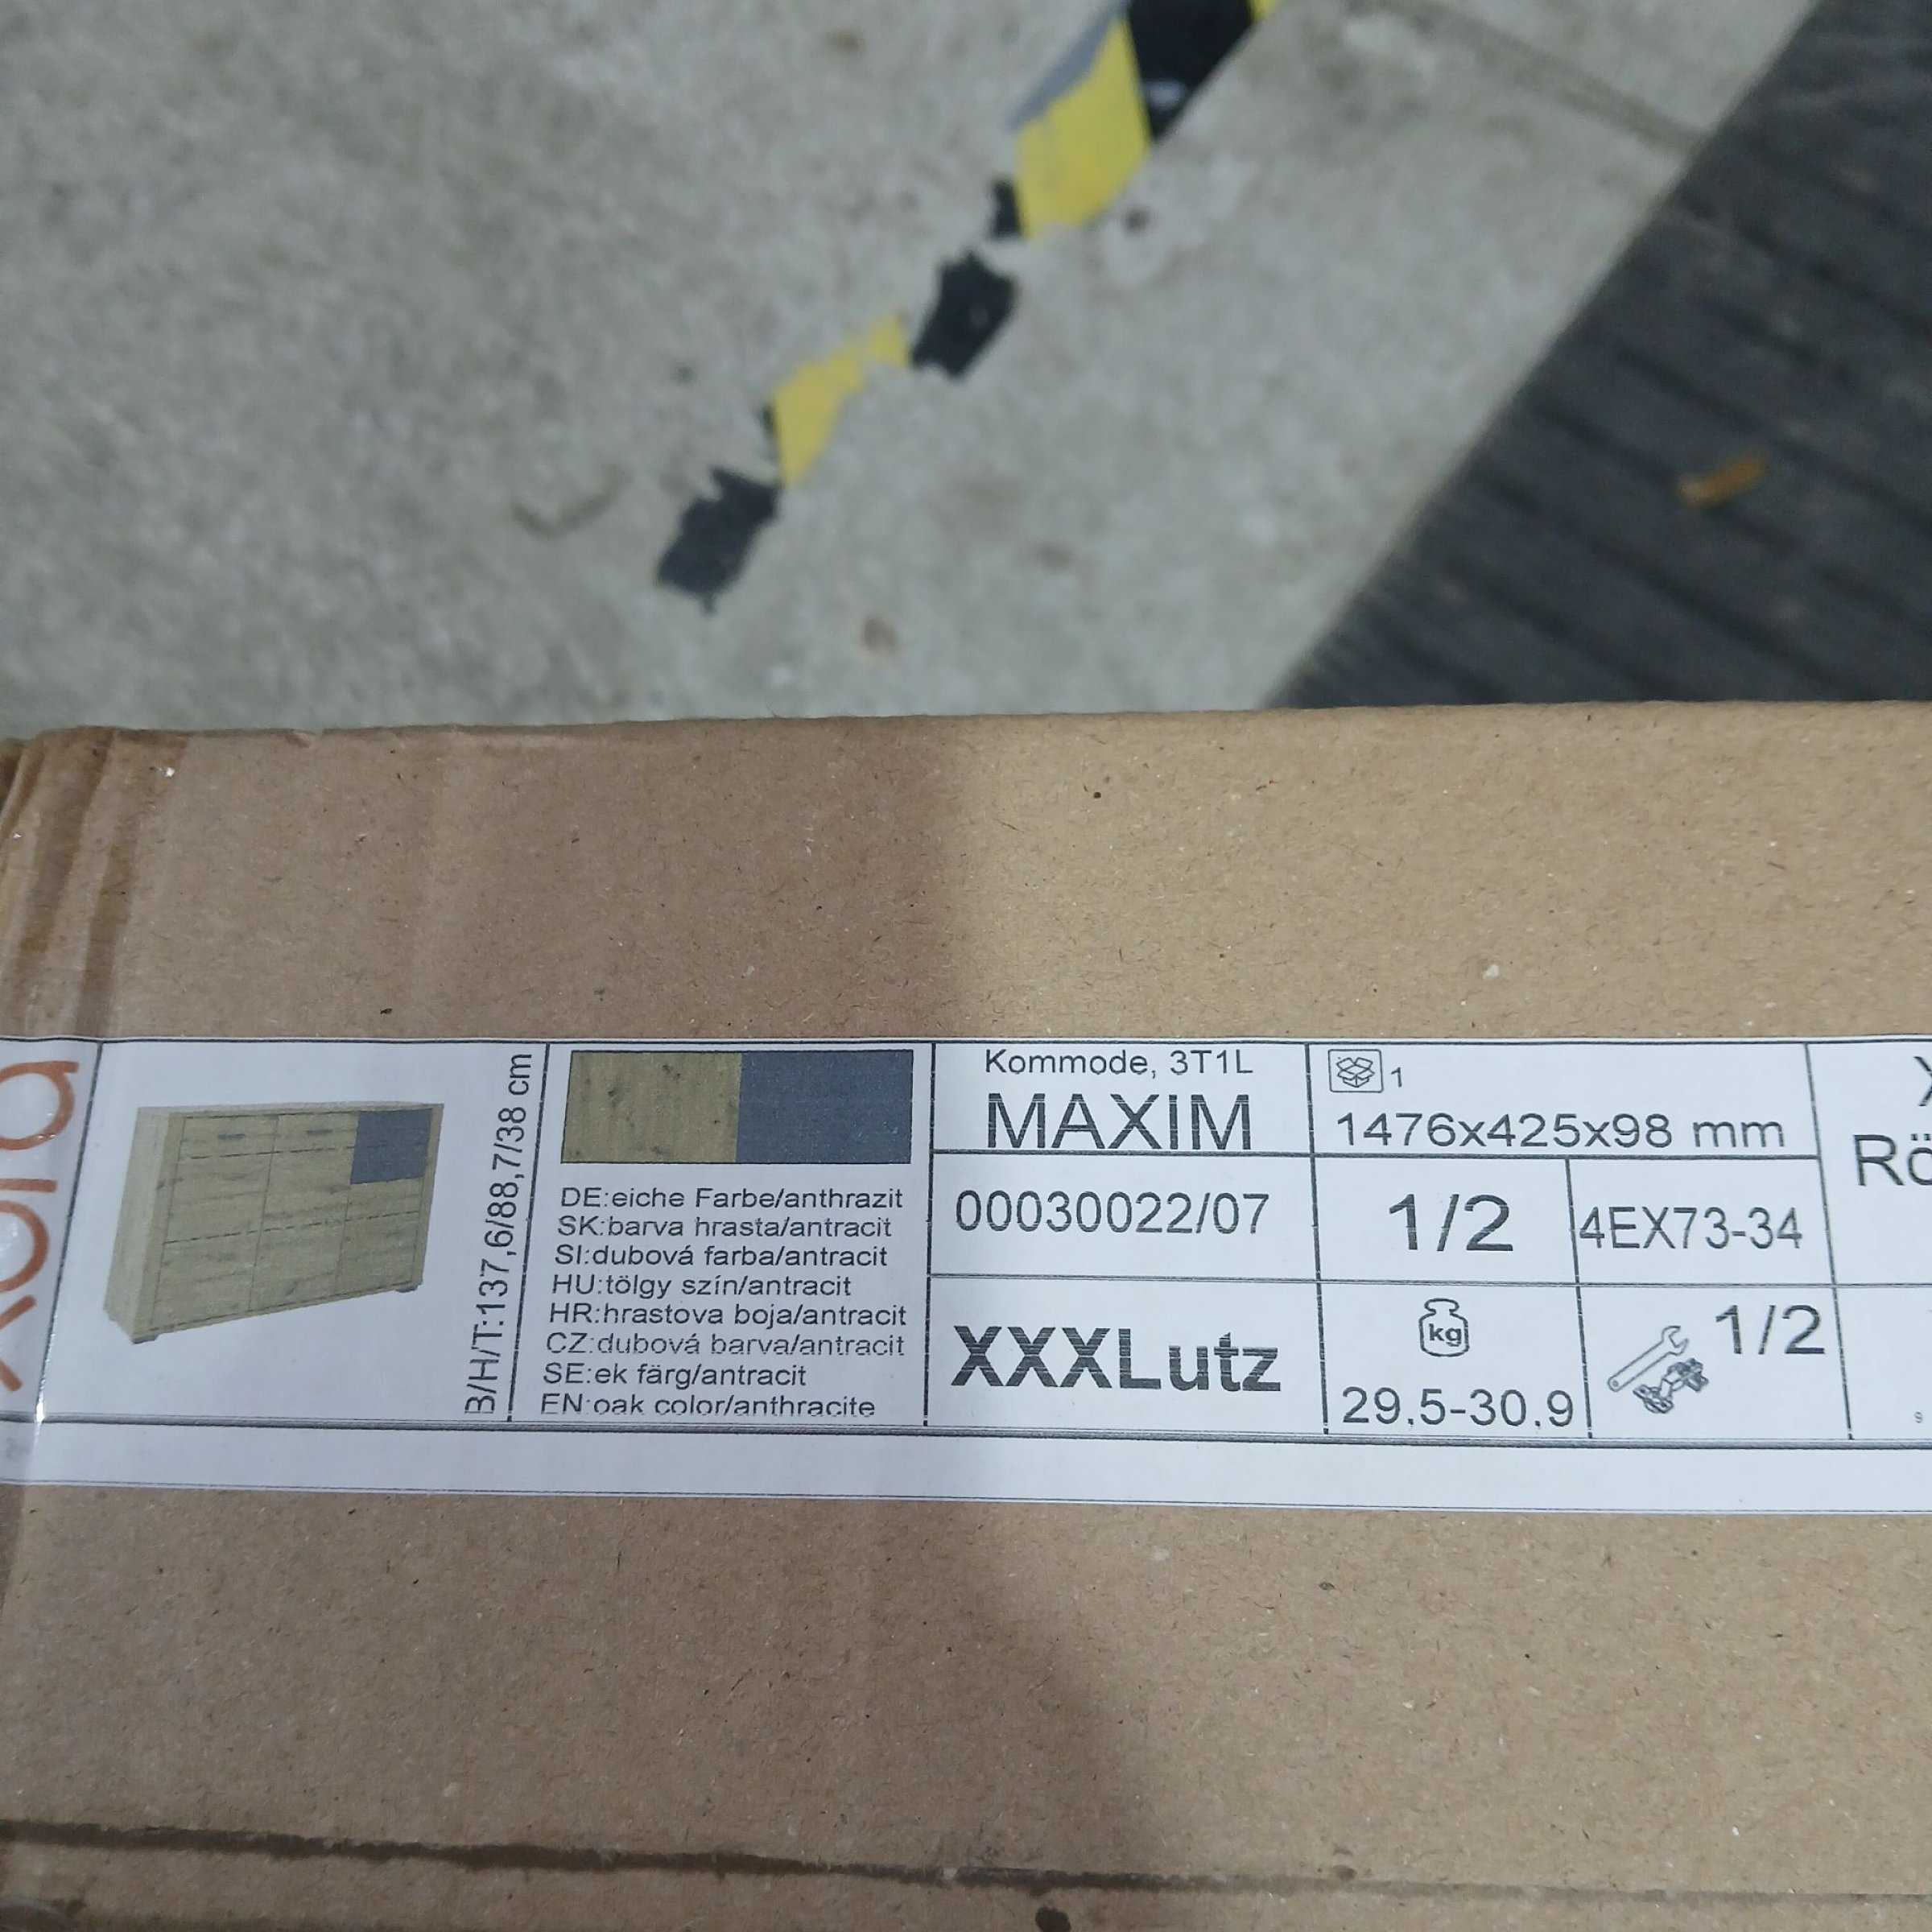 xora
B/H/T:137,6/88,7/38 cm
DE:eiche Farbe/anthrazit
SK:barva hrasta/antracit
SI:dubová farba/antracit
HU:tölgy szín/antracit
HR:hrastova boja/antracit
CZ:dubová barva/antracit
SE:ek färg/antracit
EN:oak color/anthracite
Kommode, 3T1L
MAXIM
00030022/07
XXXLutz
1
1476x425x98 mm
1/2
4EX73-34
kg
29,5-30,9
1/2